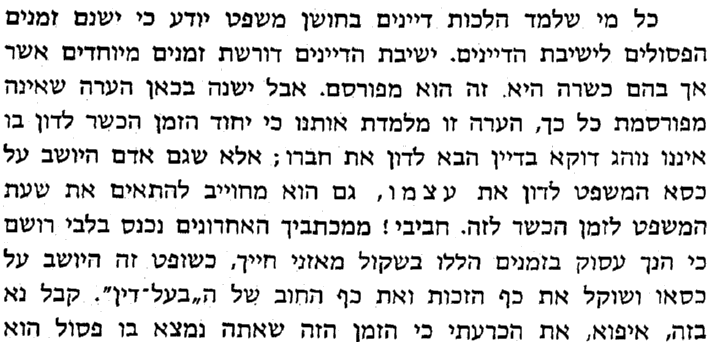 כל מי שלמד הלכות דיינים בחושן משפט יודע כי ישנם זמנים
הפסולים לישיבת הדיינים. ישיבת הדיינים דורשת זמנים מיוחדים אשר
אך בהם כשרה היא. זה הוא מפורסם. אבל ישנה בכאן הערה שאינה
מפורסמת כל כך, הערה זו מלמדת אותנו כי יחוד הזמן הכשר לדון בו
איננו נוהג דוקא בדיין הבא לדון את חברו; אלא שגם אדם היושב על
כסא המשפט לדון את עצמו, גם הוא מחוייב להתאים את שעת
המשפט לזמן הכשר לזה. חביבי! ממכתביך האחרונים נכנס בלבי רושם
כי הנך עסוק בזמנים הללו בשקול מאזני חייך, כשופט זה היושב על
כסאו ושוקל את כף הזכות ואת כף החוב של ה„בעל־דין”. קבל נא
בזה, איפוא, את הכרעתי כי הזמן הזה שאתה נמצא בו פסול הוא